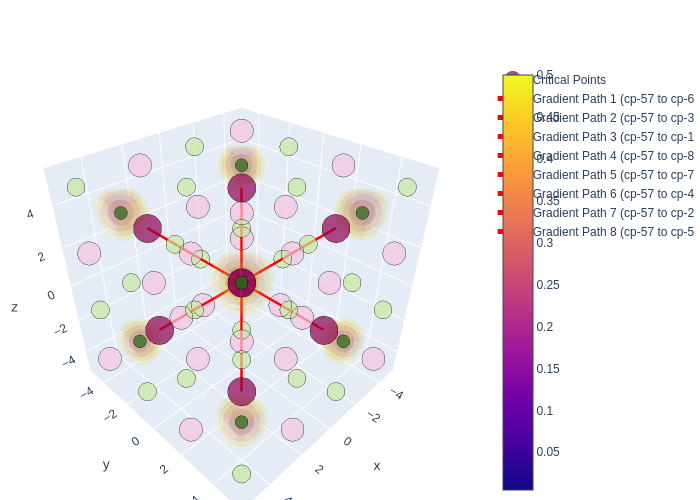 Critical Points
Gradient Path 1 (cp-57 to cp-6
Gradient Path 2 (cp-57 to cp-3
Gradient Path 3 (cp-57 to cp-1
Gradient Path 4 (cp-57 to cp-8
Gradient Path 5 (cp-57 to cp-7
Gradient Path 6 (cp-57 to cp-4
Gradient Path 7 (cp-57 to cp-2
Gradient Path 8 (cp-57 to cp-5
0.5
0.45
0.4
0.35
0.3
0.25
0.2
0.15
0.1
0.05
z
4
2
0
−2
−4
y
−4
−2
0
2
x
−4
−2
0
2